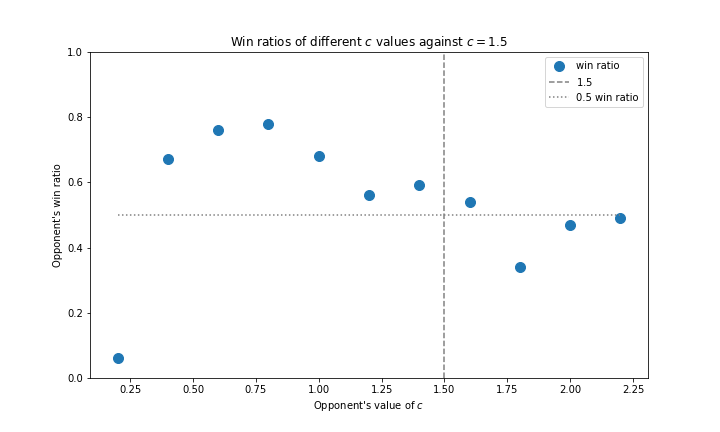 Win ratios of different c values against c = 1.5
1.0
0.8
0.6
0.4
0.2
0.0
Opponent's win ratio
win ratio
1.5
0.5 win ratio
0.25 0.50 0.75 1.00 1.25 1.50 1.75 2.00 2.25
Opponent's value of c